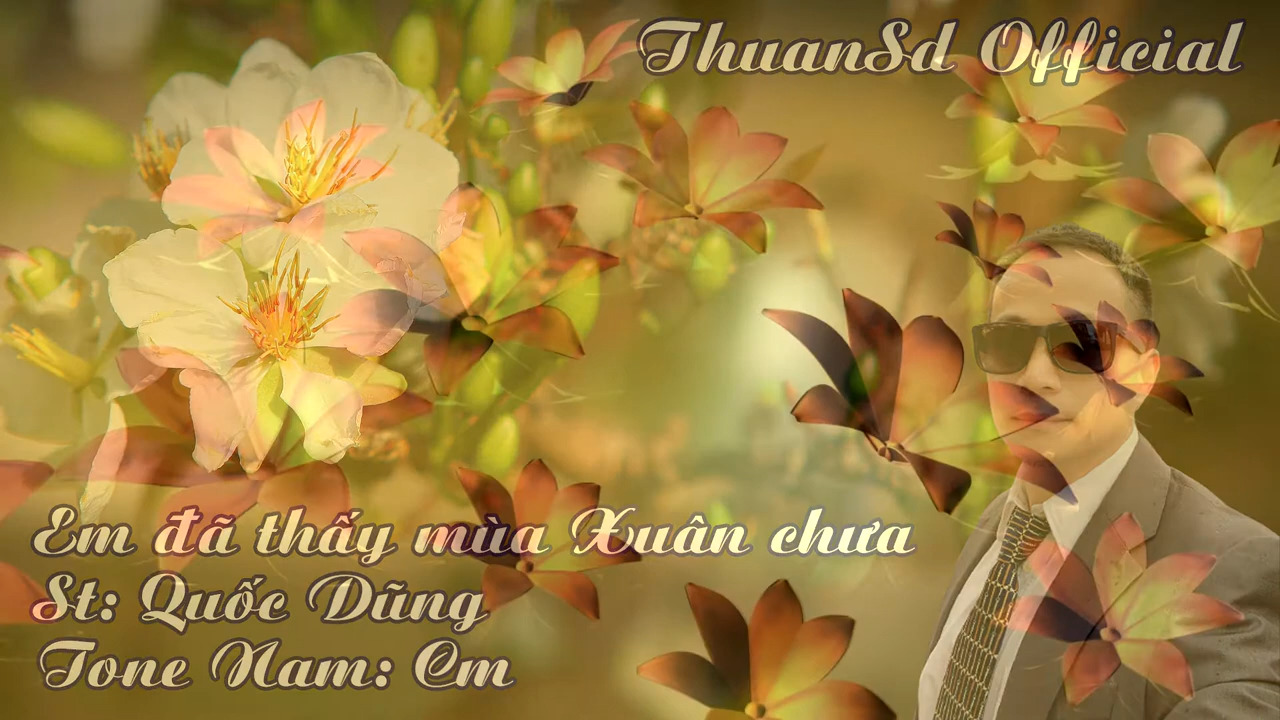 ThuanSd Official
Em đã thấy mùa Xuân chưa
St: Quốc Dũng
Tone Nam: Cm